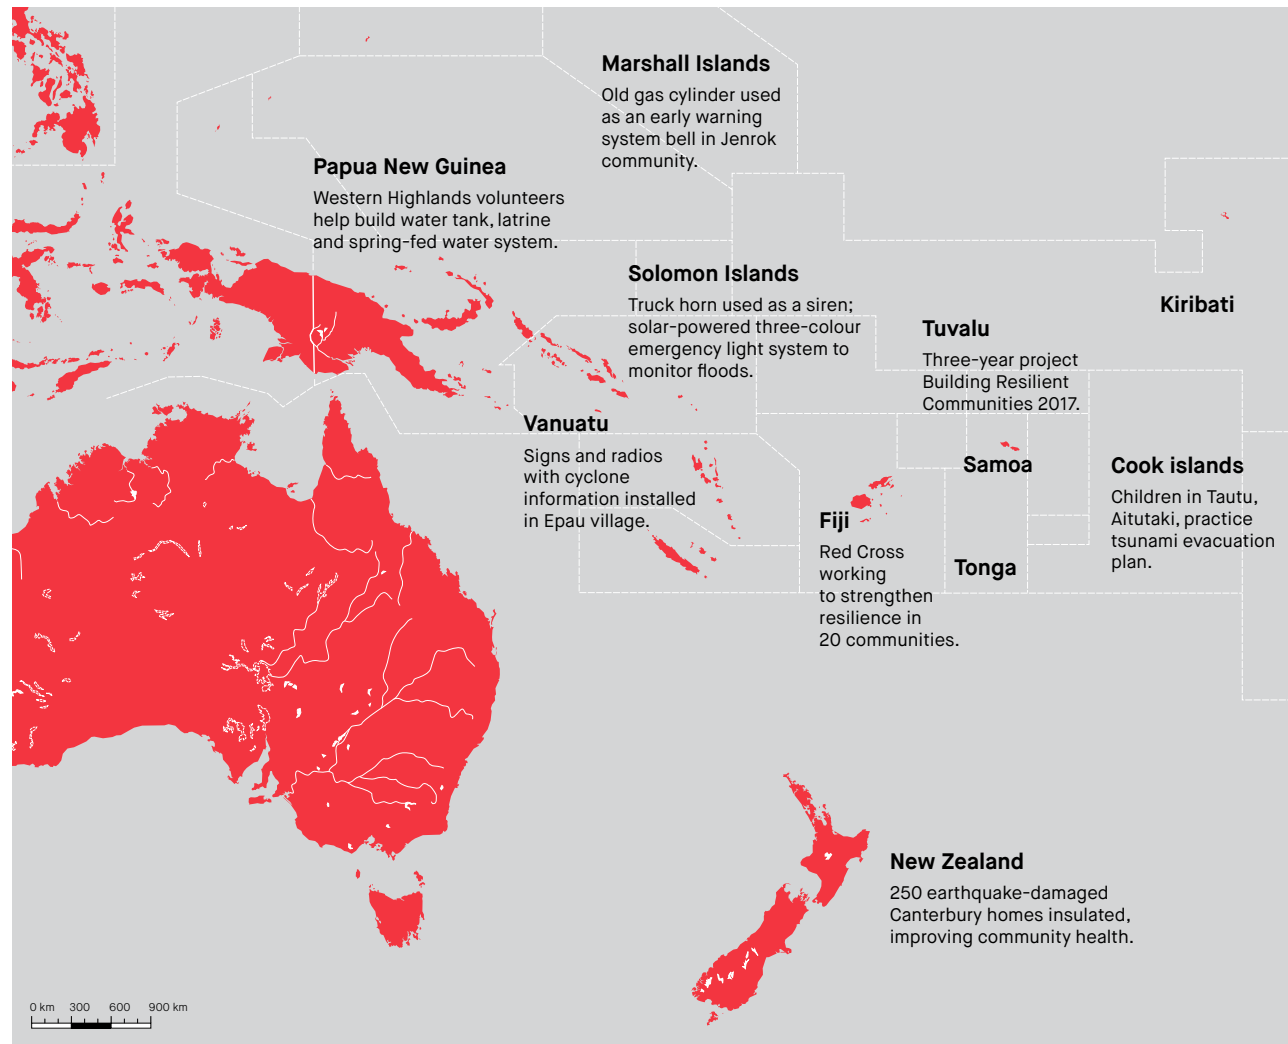 Marshall Islands
Old gas cylinder used
as an early warning
system bell in Jenrok
community.
Papua New Guinea
Western Highlands volunteers
help build water tank, latrine
and spring-fed water system.
Solomon Islands
Truck horn used as a siren;
solar-powered three-colour
emergency light system to
monitor floods.
Kiribati
Tuvalu
Three-year project
Building Resilient
Communities 2017.
Vanuatu
Signs and radios
with cyclone
information installed
in Epau village.
Samoa
Cook islands
Children in Tautu,
Aitutaki, practice
tsunami evacuation
plan.
Fiji
Red Cross
working
to strengthen
resilience in
20 communities.
Tonga
New Zealand
250 earthquake-damaged
Canterbury homes insulated,
improving community health.
0 km 300 600 900 km